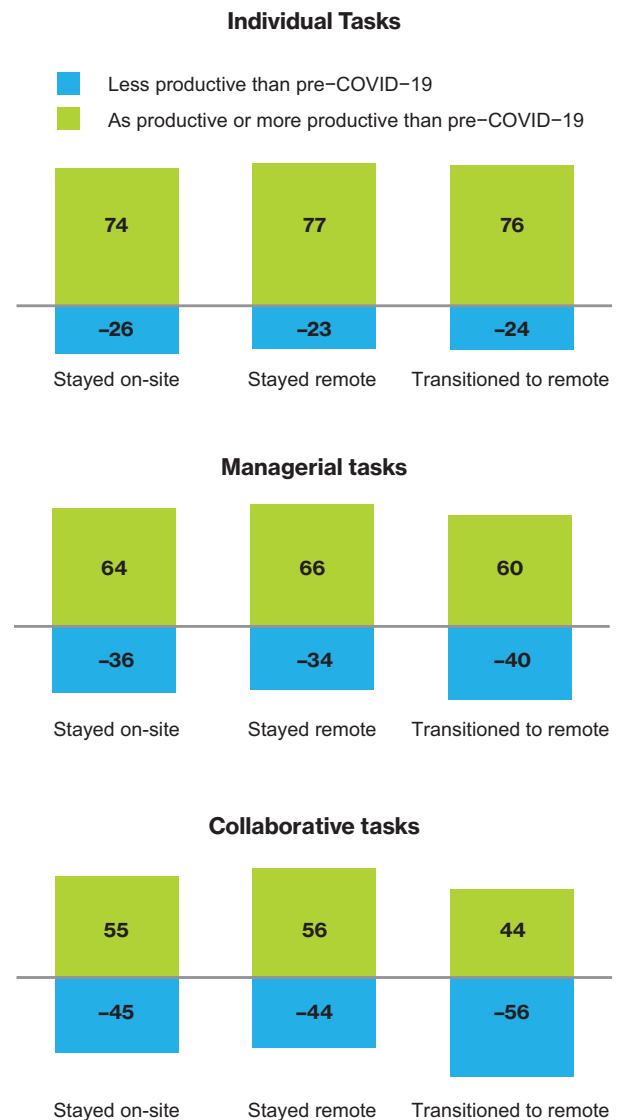 Individual Tasks
Less productive than pre−COVID−19
As productive or more productive than pre−COVID−19
74 77 76
–26 –23 –24
Stayed on-site Stayed remote Transitioned to remote
Managerial tasks
64 66 60
–36 –34 –40
Stayed on-site Stayed remote Transitioned to remote
Collaborative tasks
55 56 44
–45 –44 –56
Stayed on-site Stayed remote Transitioned to remote